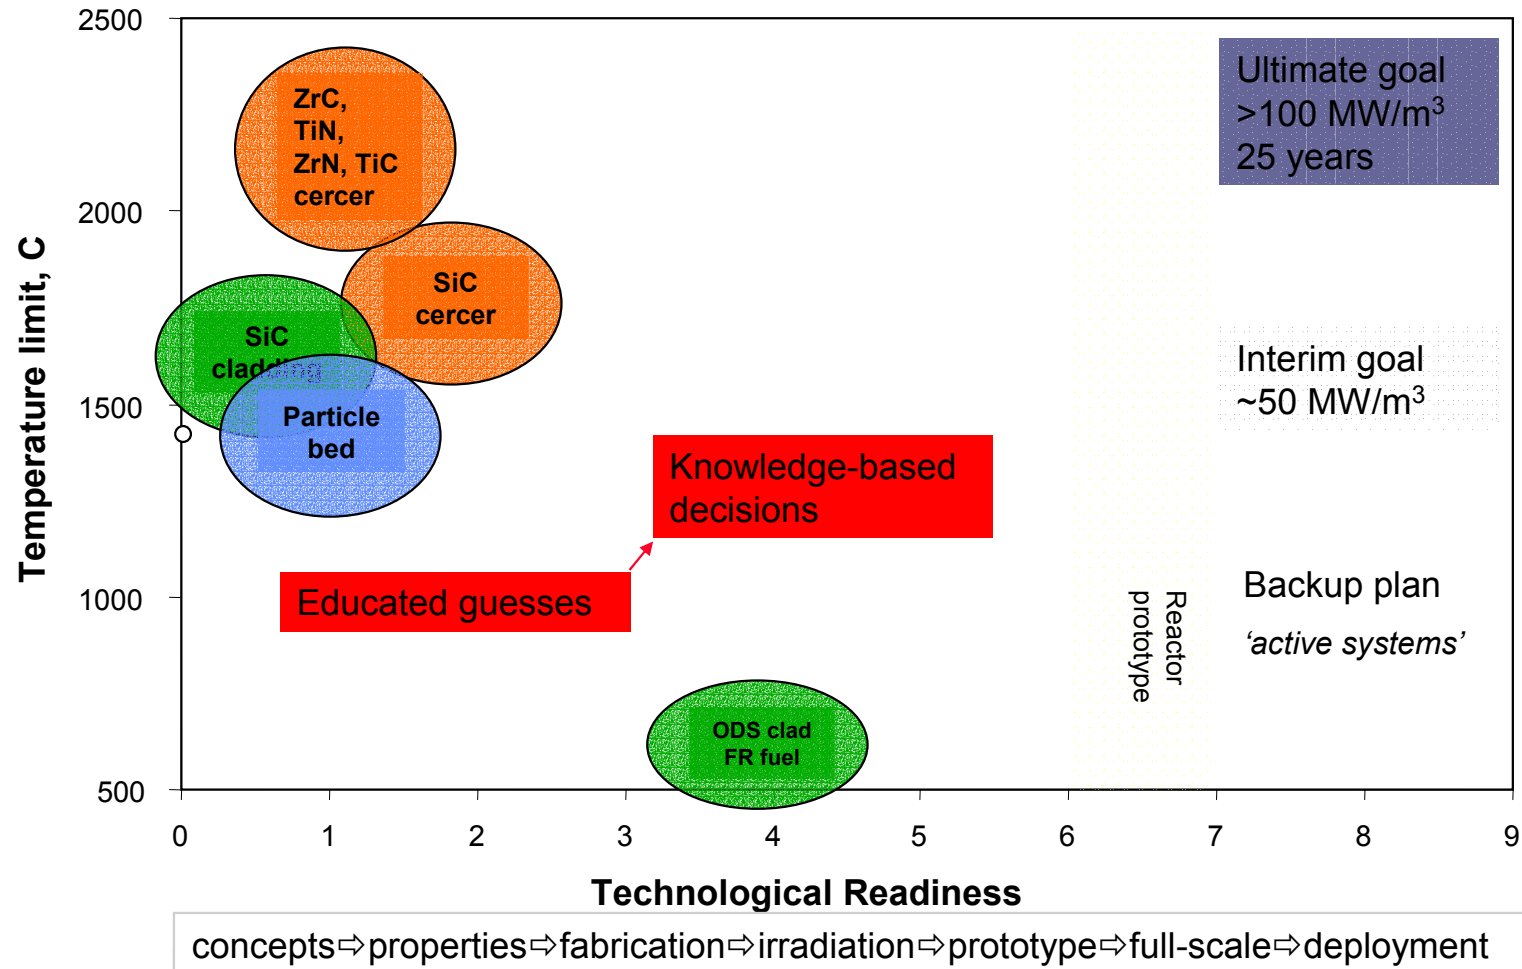 2500
2000
1500
1000
500
Temperature limit, C
ZrC,
TiN,
ZrN, TiC
cercer
SiC
cercer
SiC
cladding
Particle
bed
Knowledge-based
decisions
Educated guesses
ODS clad
FR fuel
Reactor
prototype
Ultimate goal
>100 MW/m³
25 years
Interim goal
~50 MW/m³
Backup plan
‘active systems’
0 1 2 3 4 5 6 7 8 9
Technological Readiness
concepts⇨properties⇨fabrication⇨irradiation⇨prototype⇨full-scale⇨deployment